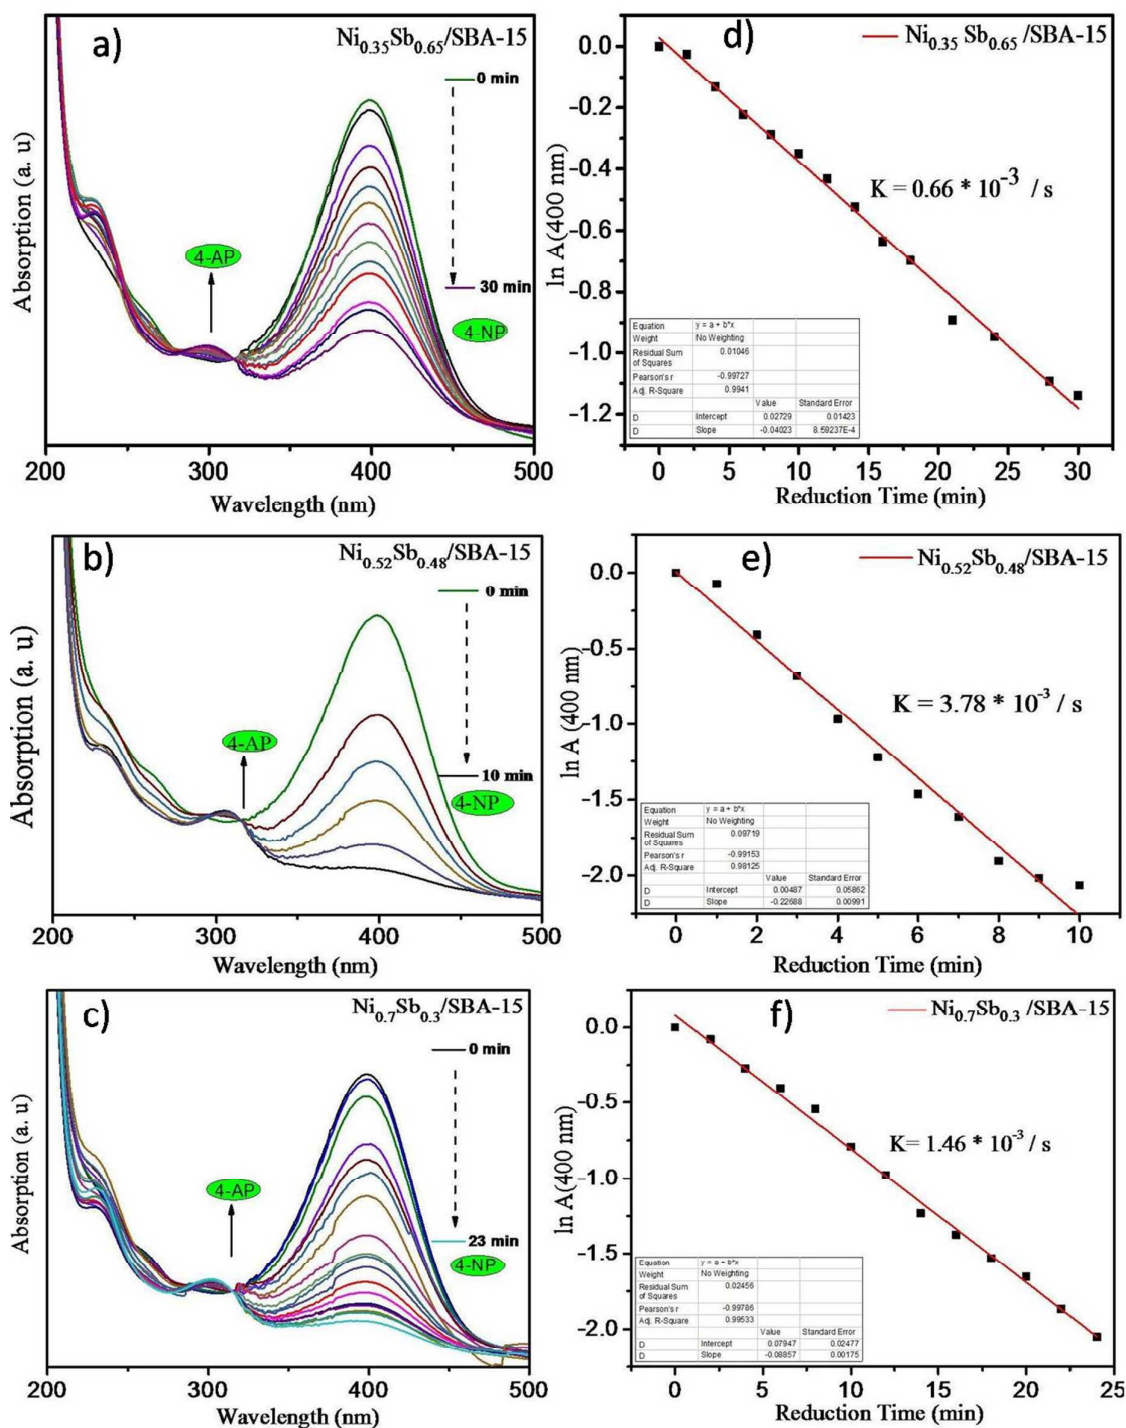 a)
Ni0.35Sb0.65/SBA-15
0 min
4-AP
30 min
4-NP
Absorption (a. u)
200 300 400 500
Wavelength (nm)
d)
Ni0.35 Sb0.65 /SBA-15
0.0
-0.2
-0.4
-0.6
-0.8
-1.0
-1.2
ln A(400 nm)
K = 0.66 * 10-3 / s
Equation y = a + b*x
Weight No Weighting
Residual Sum of Squares 0.01046
Pearson's r -0.99727
Adj. R-Square 0.9941
Value Standard Error
D Intercept 0.02729 0.01423
D Slope -0.04023 8.59237E-4
0 5 10 15 20 25 30
Reduction Time (min)
b)
Ni0.52Sb0.48/SBA-15
0 min
4-AP
10 min
4-NP
Absorption (a. u)
200 300 400 500
Wavelength (nm)
e)
Ni0.52Sb0.48/SBA-15
0.0
-0.5
-1.0
-1.5
-2.0
ln A (400 nm)
K = 3.78 * 10-3 / s
Equation y = a + b*x
Weight No Weighting
Residual Sum of Squares 0.09719
Pearson's r -0.99153
Adj. R-Square 0.98125
Value Standard Error
D Intercept 0.00487 0.05862
D Slope -0.22688 0.00991
0 2 4 6 8 10
Reduction Time (min)
c)
Ni0.7Sb0.3/SBA-15
0 min
4-AP
23 min
4-NP
Absorption (a. u)
200 300 400 500
Wavelength (nm)
f)
Ni0.7Sb0.3 /SBA-15
0.0
-0.5
-1.0
-1.5
-2.0
ln A(400 nm)
K= 1.46 * 10-3 / s
Equation y = a + b*x
Weight No Weighting
Residual Sum of Squares 0.02456
Pearson's r -0.99786
Adj. R-Square 0.99533
Value Standard Error
D Intercept 0.07947 0.02477
D Slope -0.08857 0.00175
0 5 10 15 20 25
Reduction Time (min)